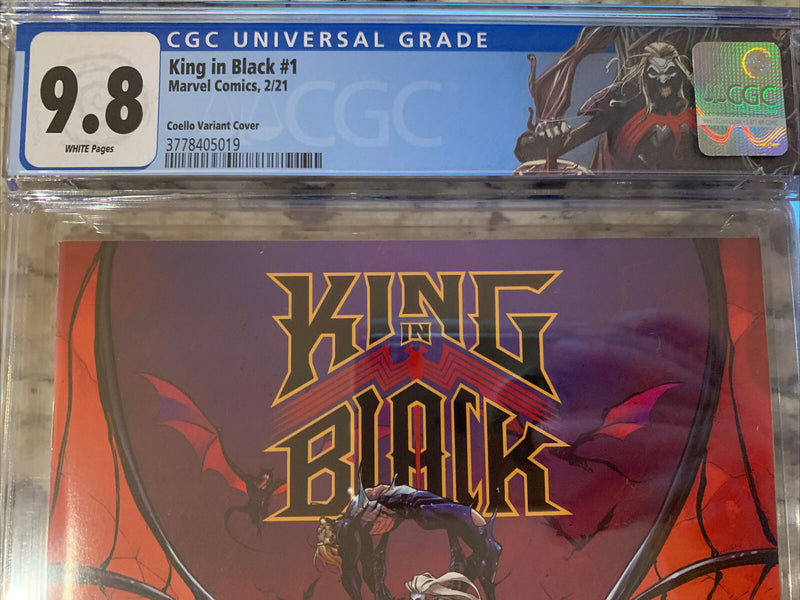 CGC UNIVERSAL GRADE
9.8
WHITE Pages
King in Black #1
Marvel Comics, 2/21
Coello Variant Cover
3778405019
CGC
CGC
KING
IN
BLACK